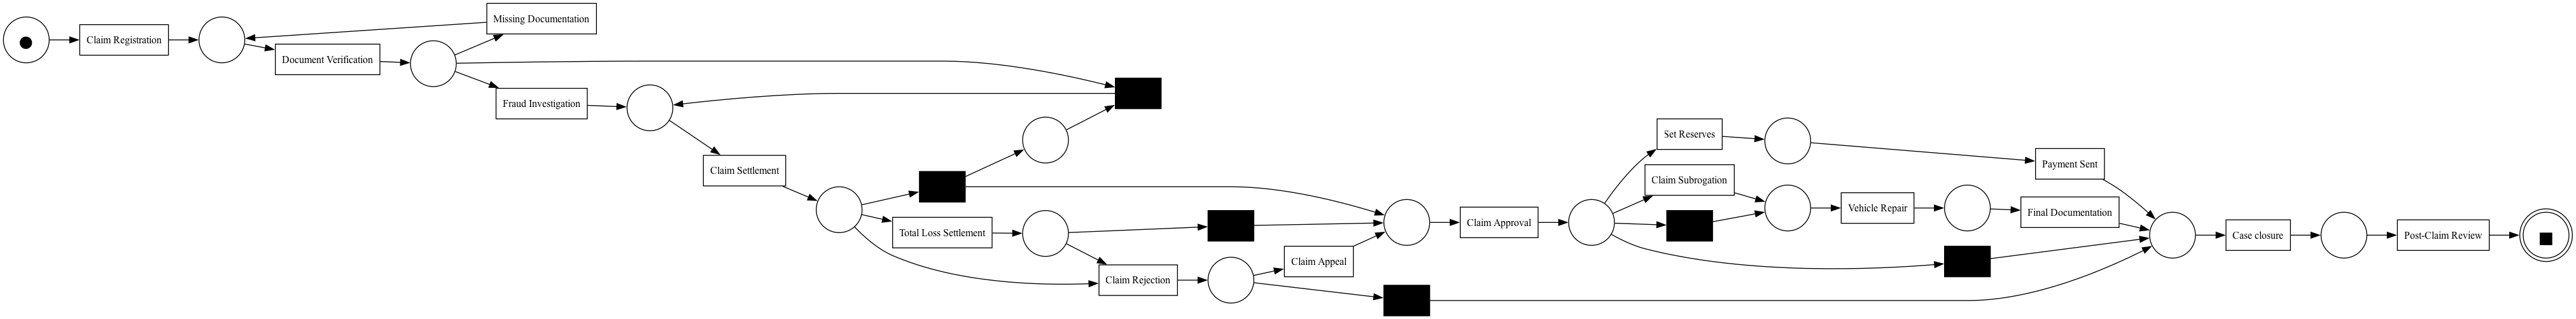 Claim Registration
Document Verification
Missing Documentation
Fraud Investigation
Claim Settlement
Total Loss Settlement
Claim Rejection
Claim Appeal
Claim Approval
Set Reserves
Claim Subrogation
Vehicle Repair
Payment Sent
Final Documentation
Case closure
Post-Claim Review